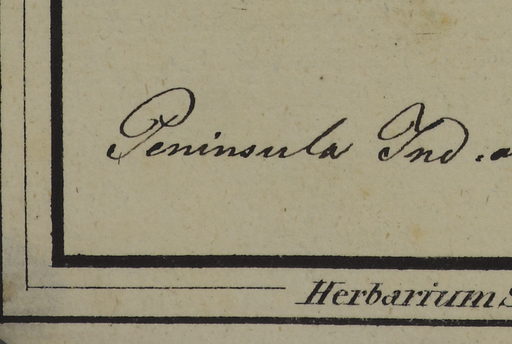 Peninsula Ind. a
Herbarium S